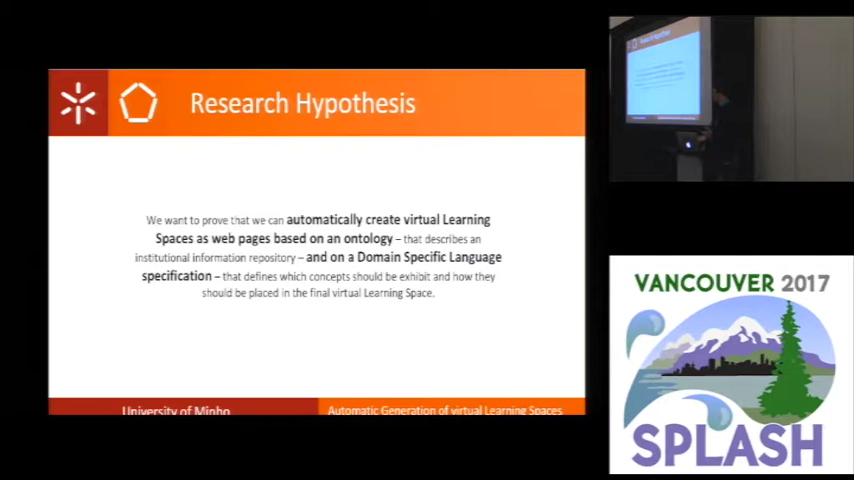 Research Hypothesis
We want to prove that we can automatically create virtual Learning
Spaces as web pages based on an ontology – that describes an
institutional information repository – and on a Domain Specific Language
specification – that defines which concepts should be exhibit and how they
should be placed in the final virtual Learning Space.
University of Minho
Automatic Generation of virtual Learning Spaces
VANCOUVER 2017
SPLASH